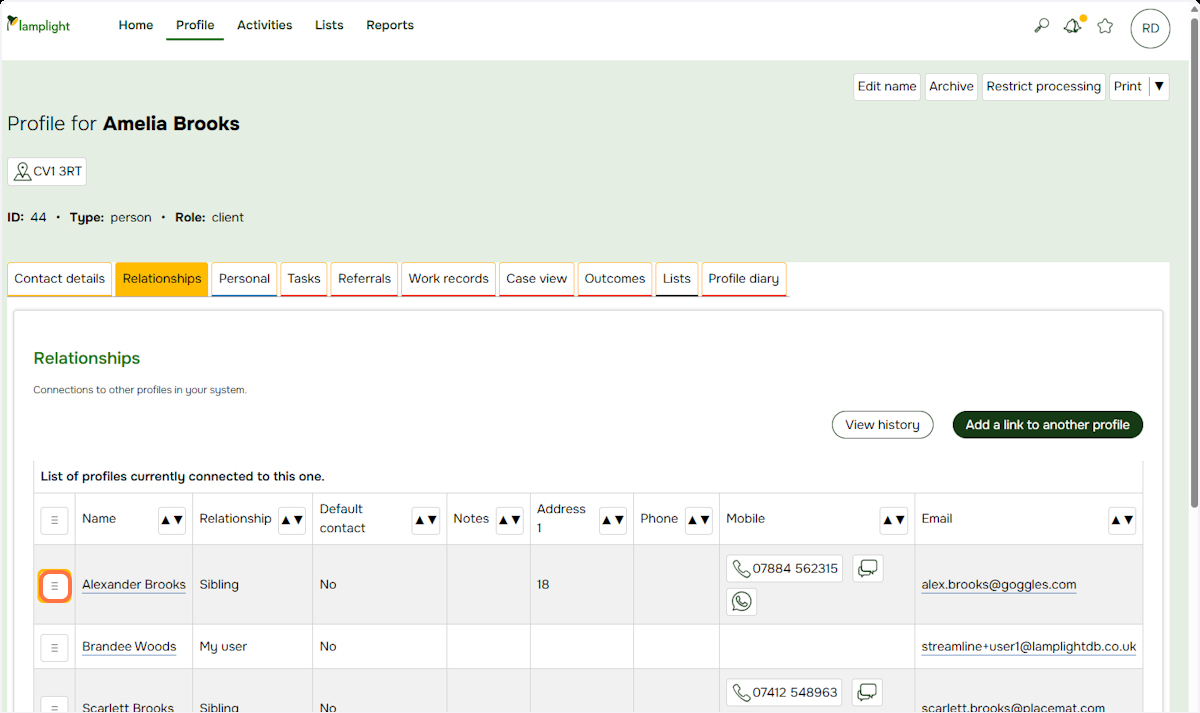 lamplight Home Profile Activities Lists Reports RD
Edit name Archive Restrict processing Print ▼
Profile for Amelia Brooks
CV1 3RT
ID: 44 • Type: person • Role: client
Contact details Relationships Personal Tasks Referrals Work records Case view Outcomes Lists Profile diary
Relationships
Connections to other profiles in your system.
View history Add a link to another profile
List of profiles currently connected to this one.
Name ▲▼ Relationship ▲▼ Default contact ▲▼ Notes ▲▼ Address 1 ▲▼ Phone ▲▼ Mobile ▲▼ Email ▲▼
Alexander Brooks Sibling No 18 07884 562315 alex.brooks@goggles.com
Brandee Woods My user No streamline+user1@lamplightdb.co.uk
Scarlett Brooks Sibling No 07412 548963 scarlett.brooks@placemat.com